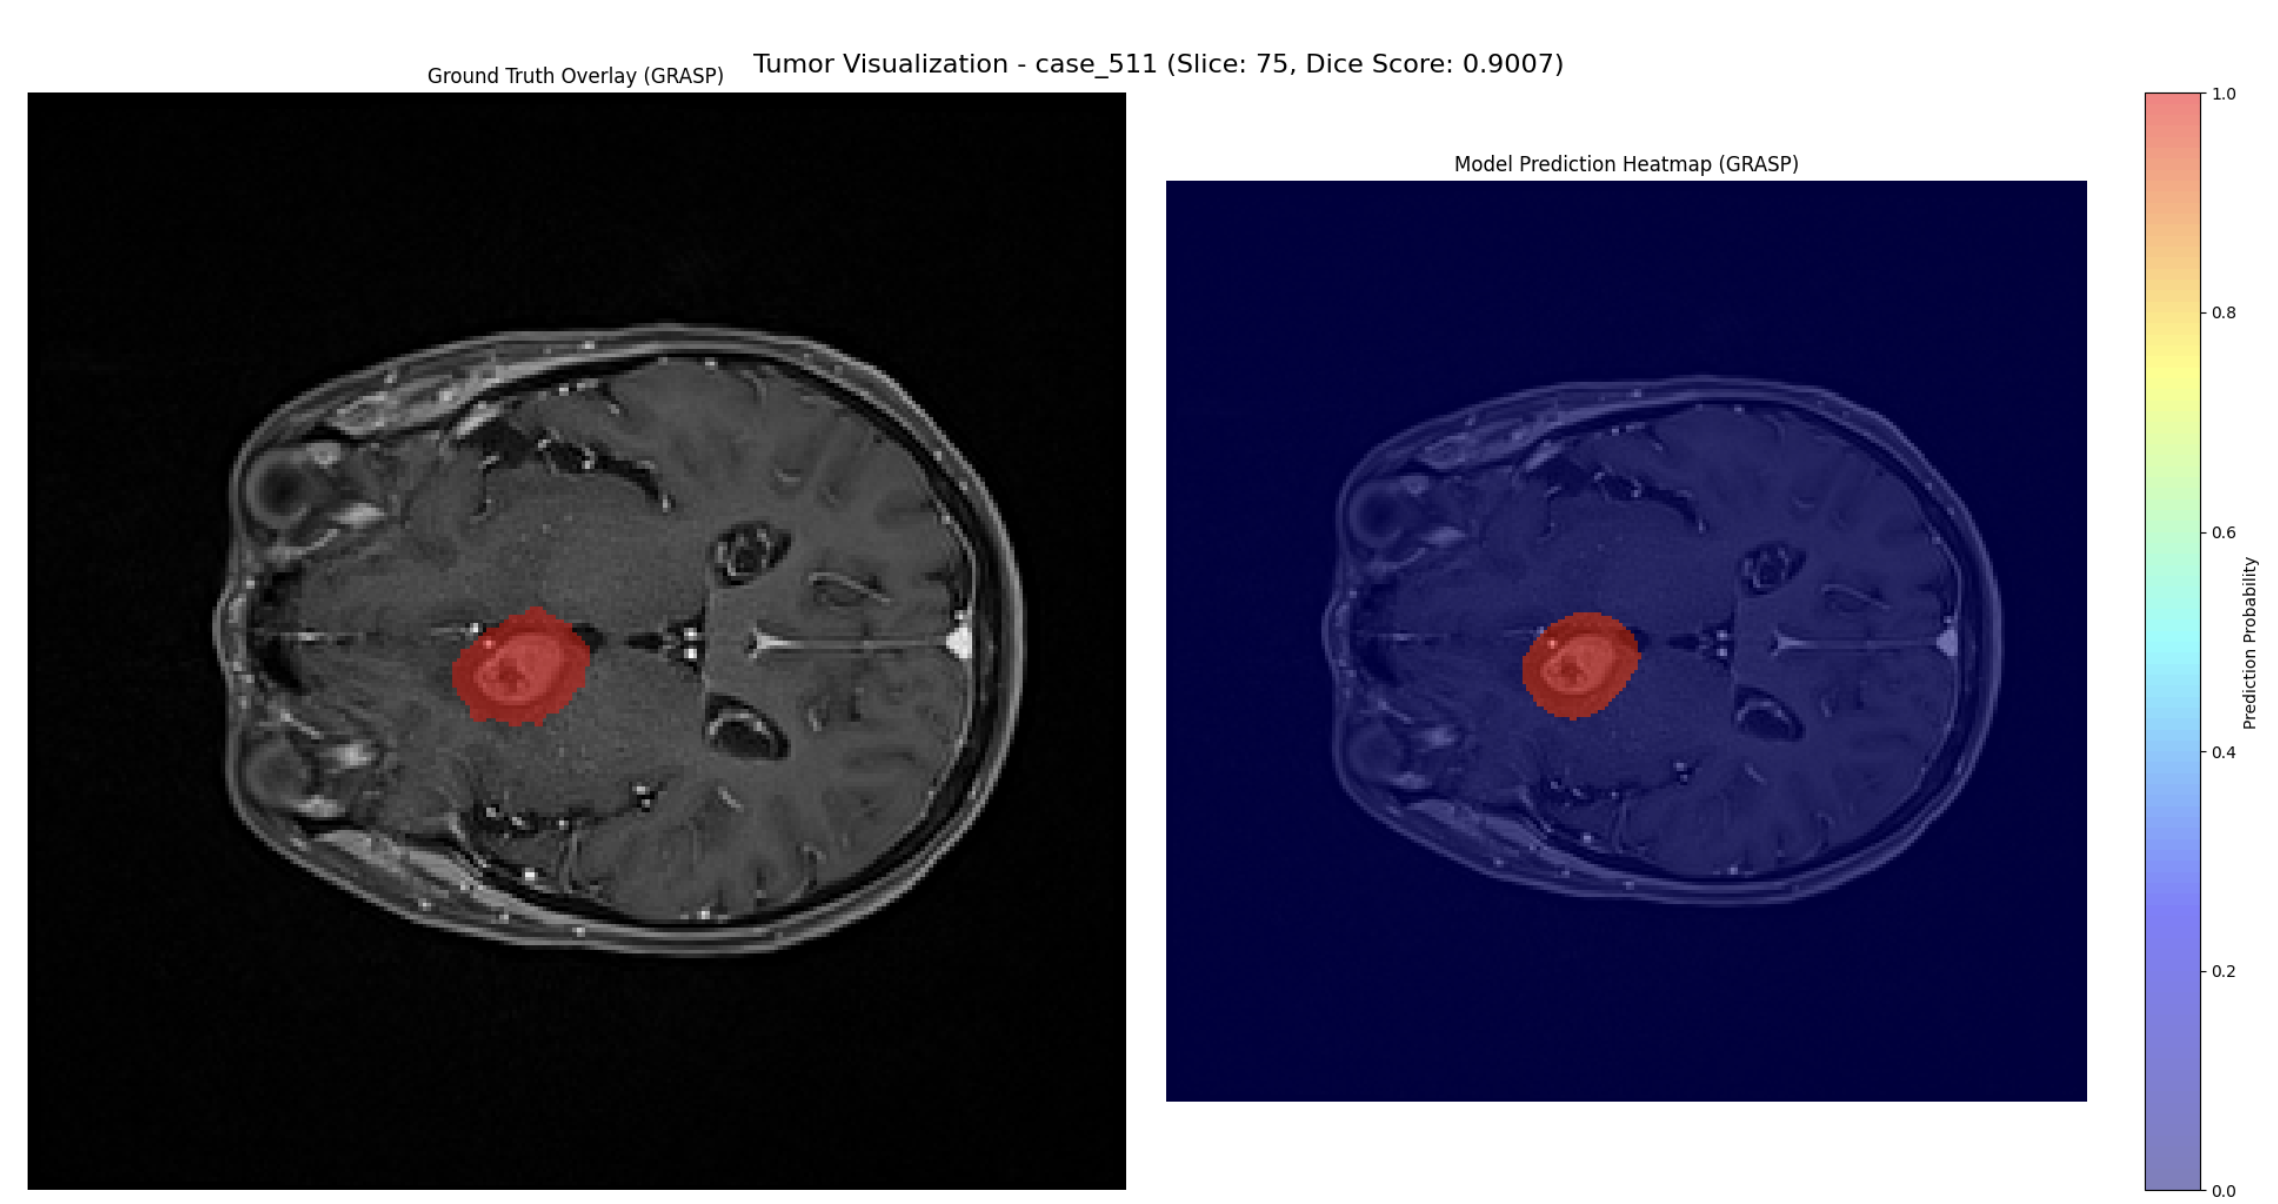 Tumor Visualization - case_511 (Slice: 75, Dice Score: 0.9007)
Ground Truth Overlay (GRASP)
Model Prediction Heatmap (GRASP)
1.0
0.8
0.6
0.4
0.2
0.0
Prediction Probability